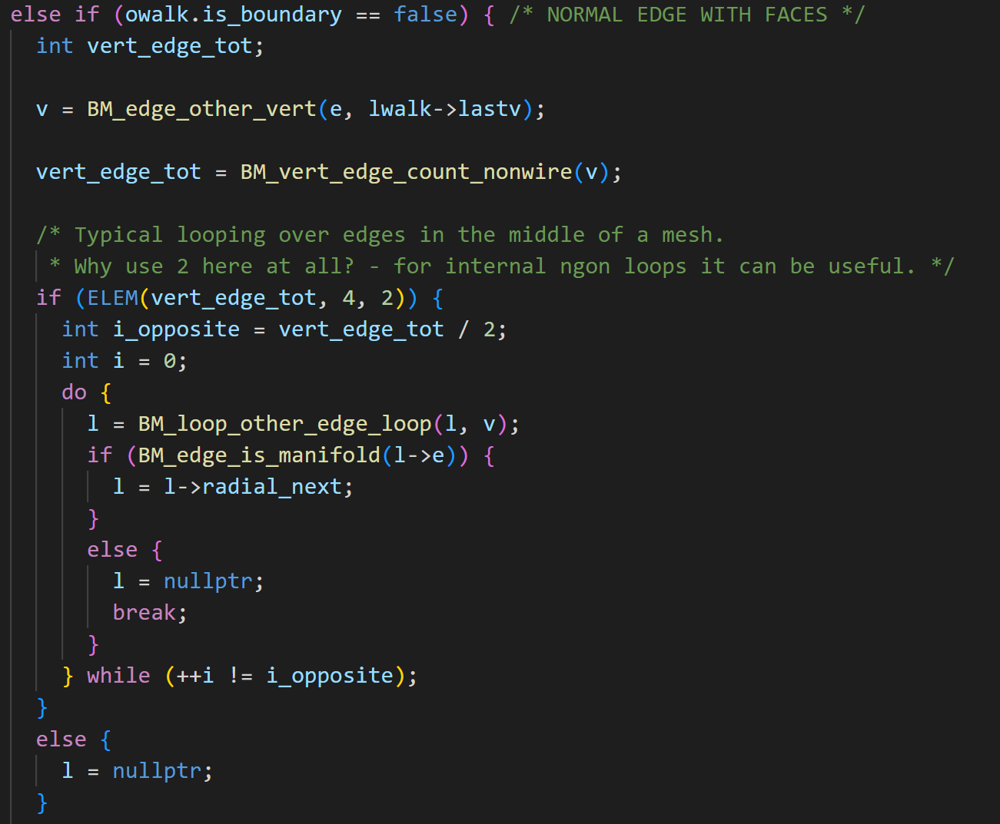 else if (owalk.is_boundary == false) { /* NORMAL EDGE WITH FACES */
int vert_edge_tot;
v = BM_edge_other_vert(e, lwalk->lastv);
vert_edge_tot = BM_vert_edge_count_nonwire(v);
/* Typical looping over edges in the middle of a mesh.
* Why use 2 here at all? - for internal ngon loops it can be useful. */
if (ELEM(vert_edge_tot, 4, 2)) {
int i_opposite = vert_edge_tot / 2;
int i = 0;
do {
l = BM_loop_other_edge_loop(l, v);
if (BM_edge_is_manifold(l->e)) {
l = l->radial_next;
}
else {
l = nullptr;
break;
}
} while (++i != i_opposite);
}
else {
l = nullptr;
}